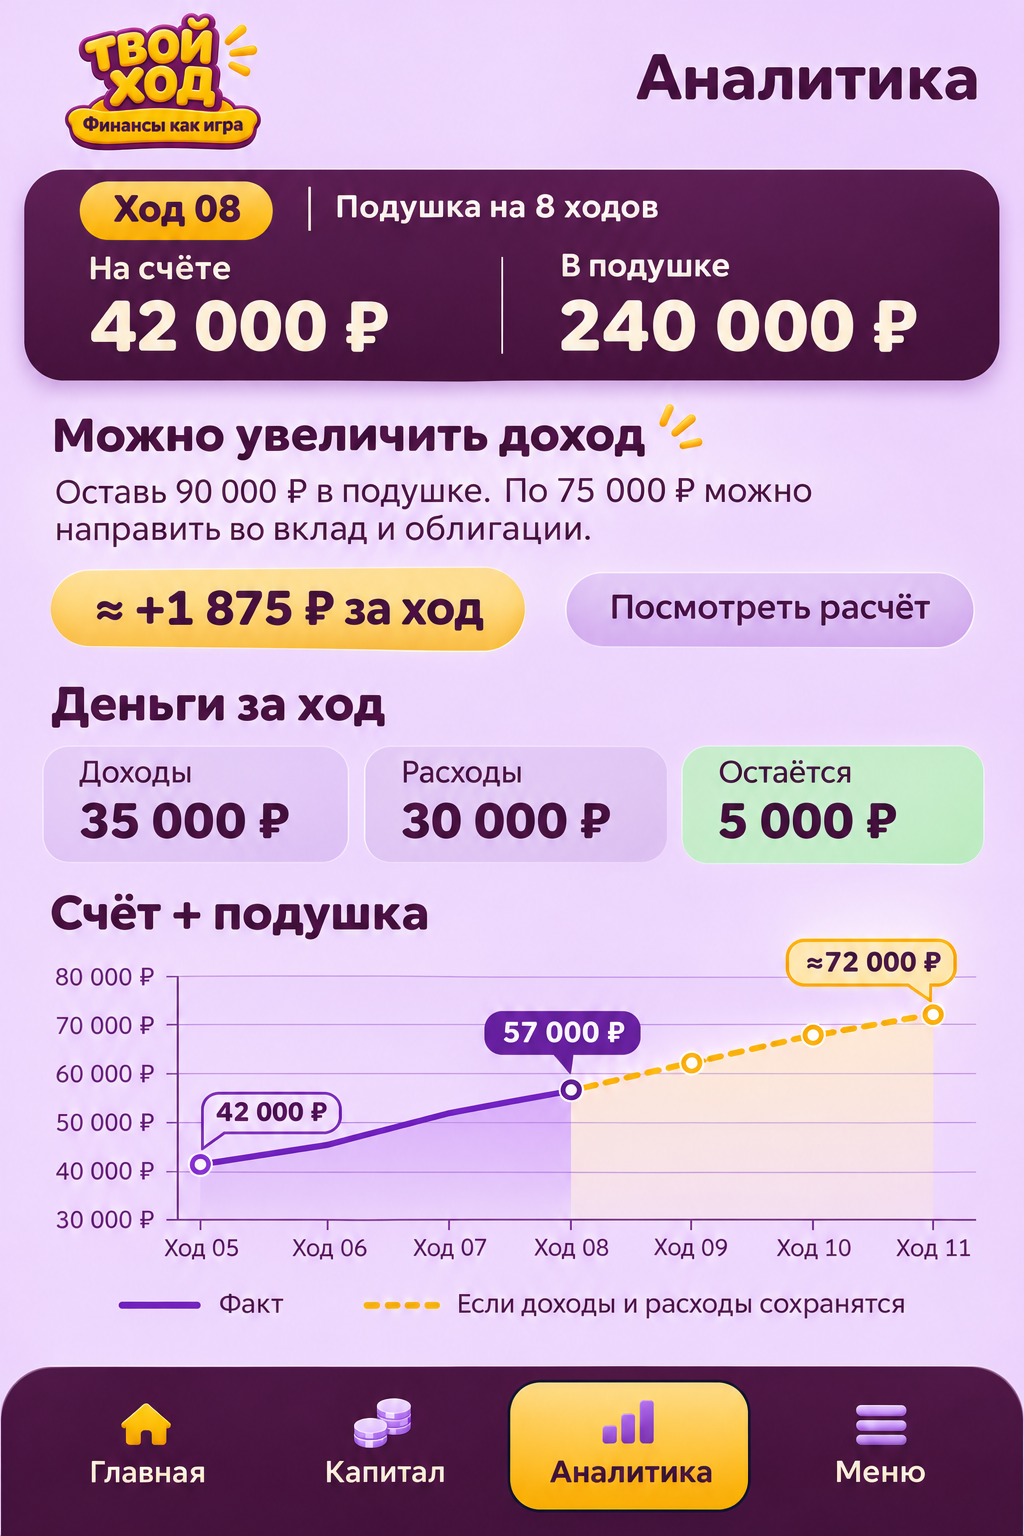 ТВОЙ
ХОД
Финансы как игра
Аналитика
Ход 08
Подушка на 8 ходов
На счёте
42 000 ₽
В подушке
240 000 ₽
Можно увеличить доход
Оставь 90 000 ₽ в подушке. По 75 000 ₽ можно
направить во вклад и облигации.
≈ +1 875 ₽ за ход
Посмотреть расчёт
Деньги за ход
Доходы
35 000 ₽
Расходы
30 000 ₽
Остаётся
5 000 ₽
Счёт + подушка
80 000 ₽
70 000 ₽
60 000 ₽
50 000 ₽
40 000 ₽
30 000 ₽
42 000 ₽
57 000 ₽
≈72 000 ₽
Ход 05
Ход 06
Ход 07
Ход 08
Ход 09
Ход 10
Ход 11
Факт
Если доходы и расходы сохранятся
Главная
Капитал
Аналитика
Меню